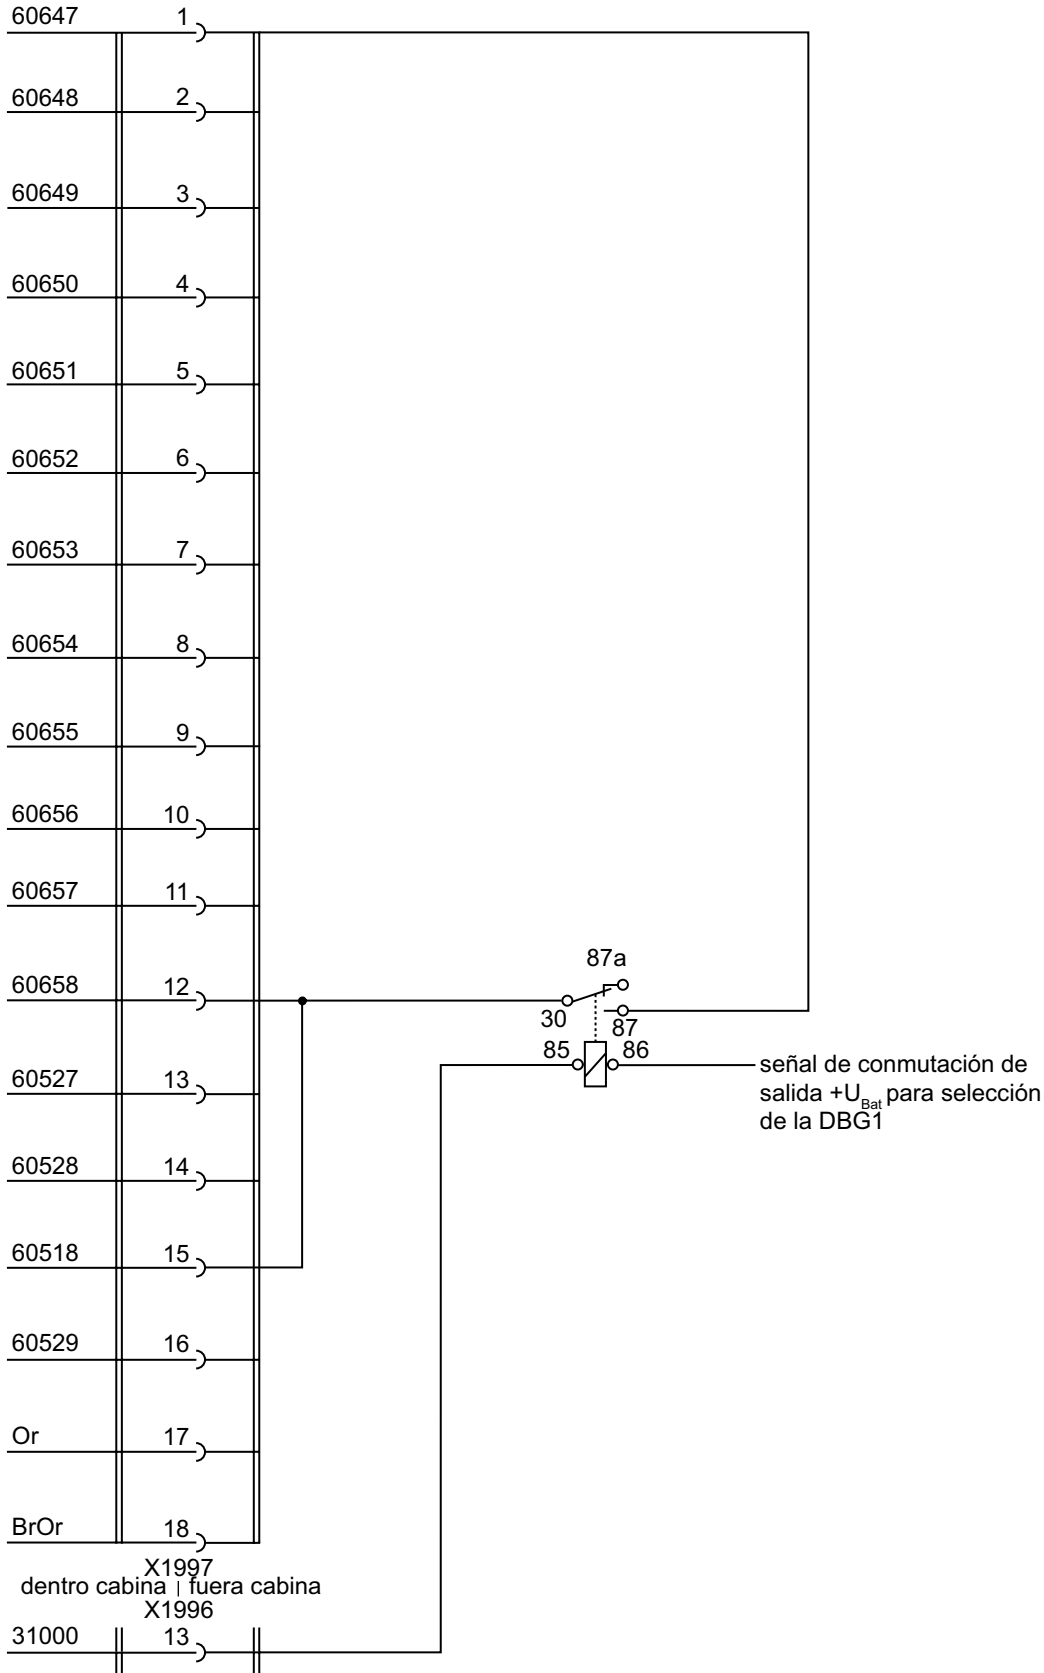 60647 1
60648 2
60649 3
60650 4
60651 5
60652 6
60653 7
60654 8
60655 9
60656 10
60657 11
87a
60658 12
30 87
85 86
señal de conmutación de
salida +UBat para selección
de la DBG1
60527 13
60528 14
60518 15
60529 16
Or 17
BrOr 18
X1997
dentro cabina | fuera cabina
X1996
31000 13